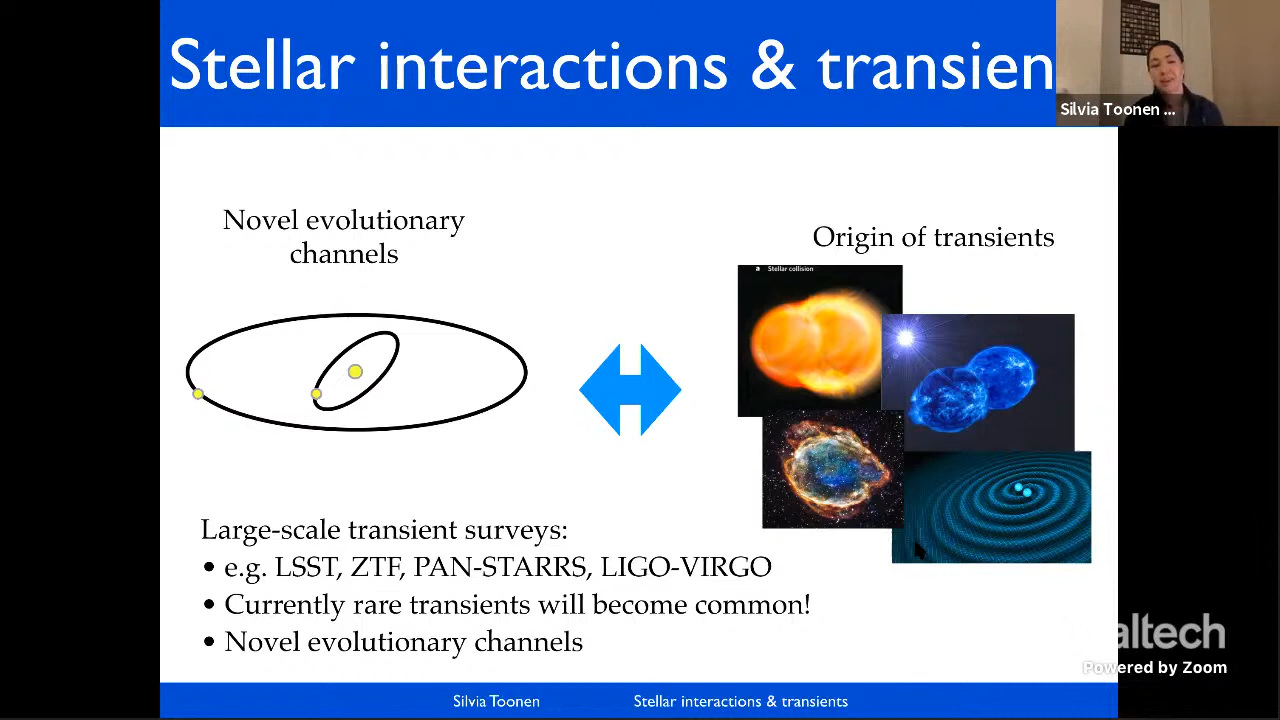 Stellar interactions & transien
Silvia Toonen ...
Novel evolutionary
channels
Origin of transients
a Stellar collision
Large-scale transient surveys:
• e.g. LSST, ZTF, PAN-STARRS, LIGO-VIRGO
• Currently rare transients will become common!
• Novel evolutionary channels
altech
Powered by Zoom
Silvia Toonen
Stellar interactions & transients